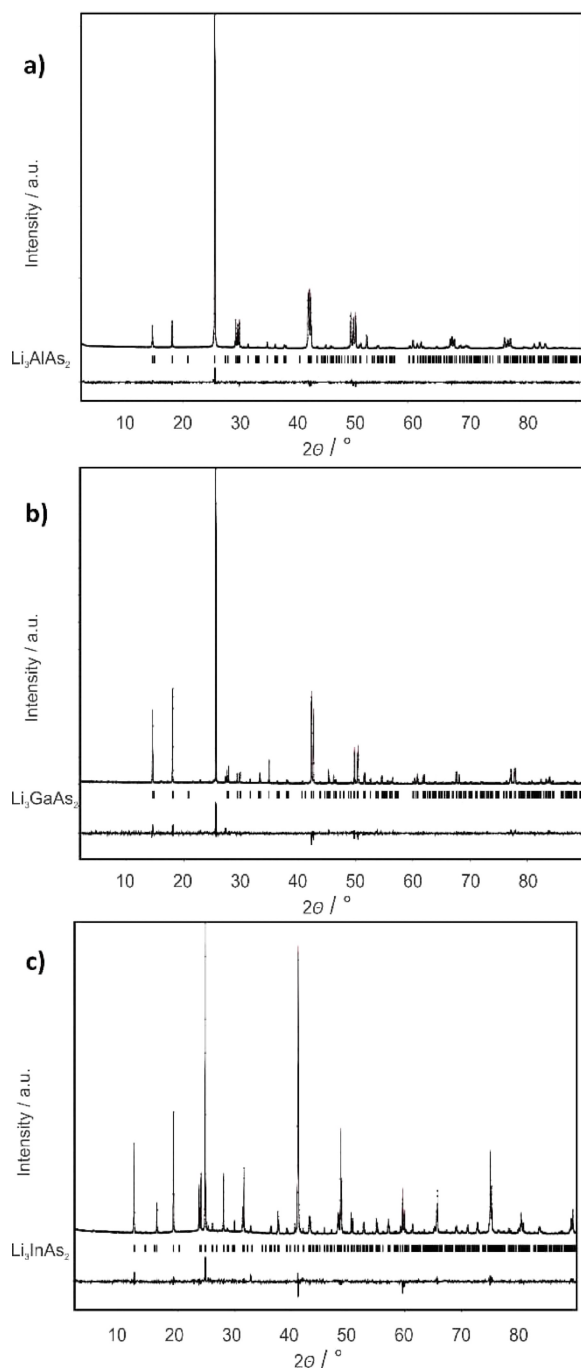 a)
Intensity / a.u.
Li₃AlAs₂
10 20 30 40 50 60 70 80
2Θ / °
b)
Intensity / a.u.
Li₃GaAs₂
10 20 30 40 50 60 70 80
2Θ / °
c)
Intensity / a.u.
Li₃InAs₂
10 20 30 40 50 60 70 80
2Θ / °